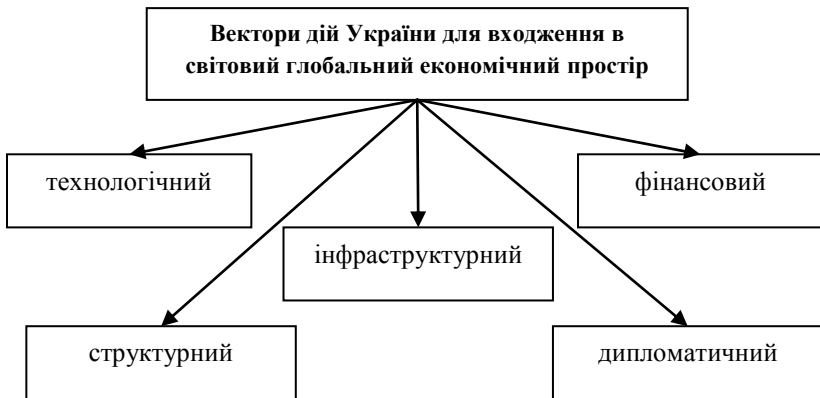 Вектори дій України для входження в
світовий глобальний економічний простір
технологічний
фінансовий
інфраструктурний
структурний
дипломатичний